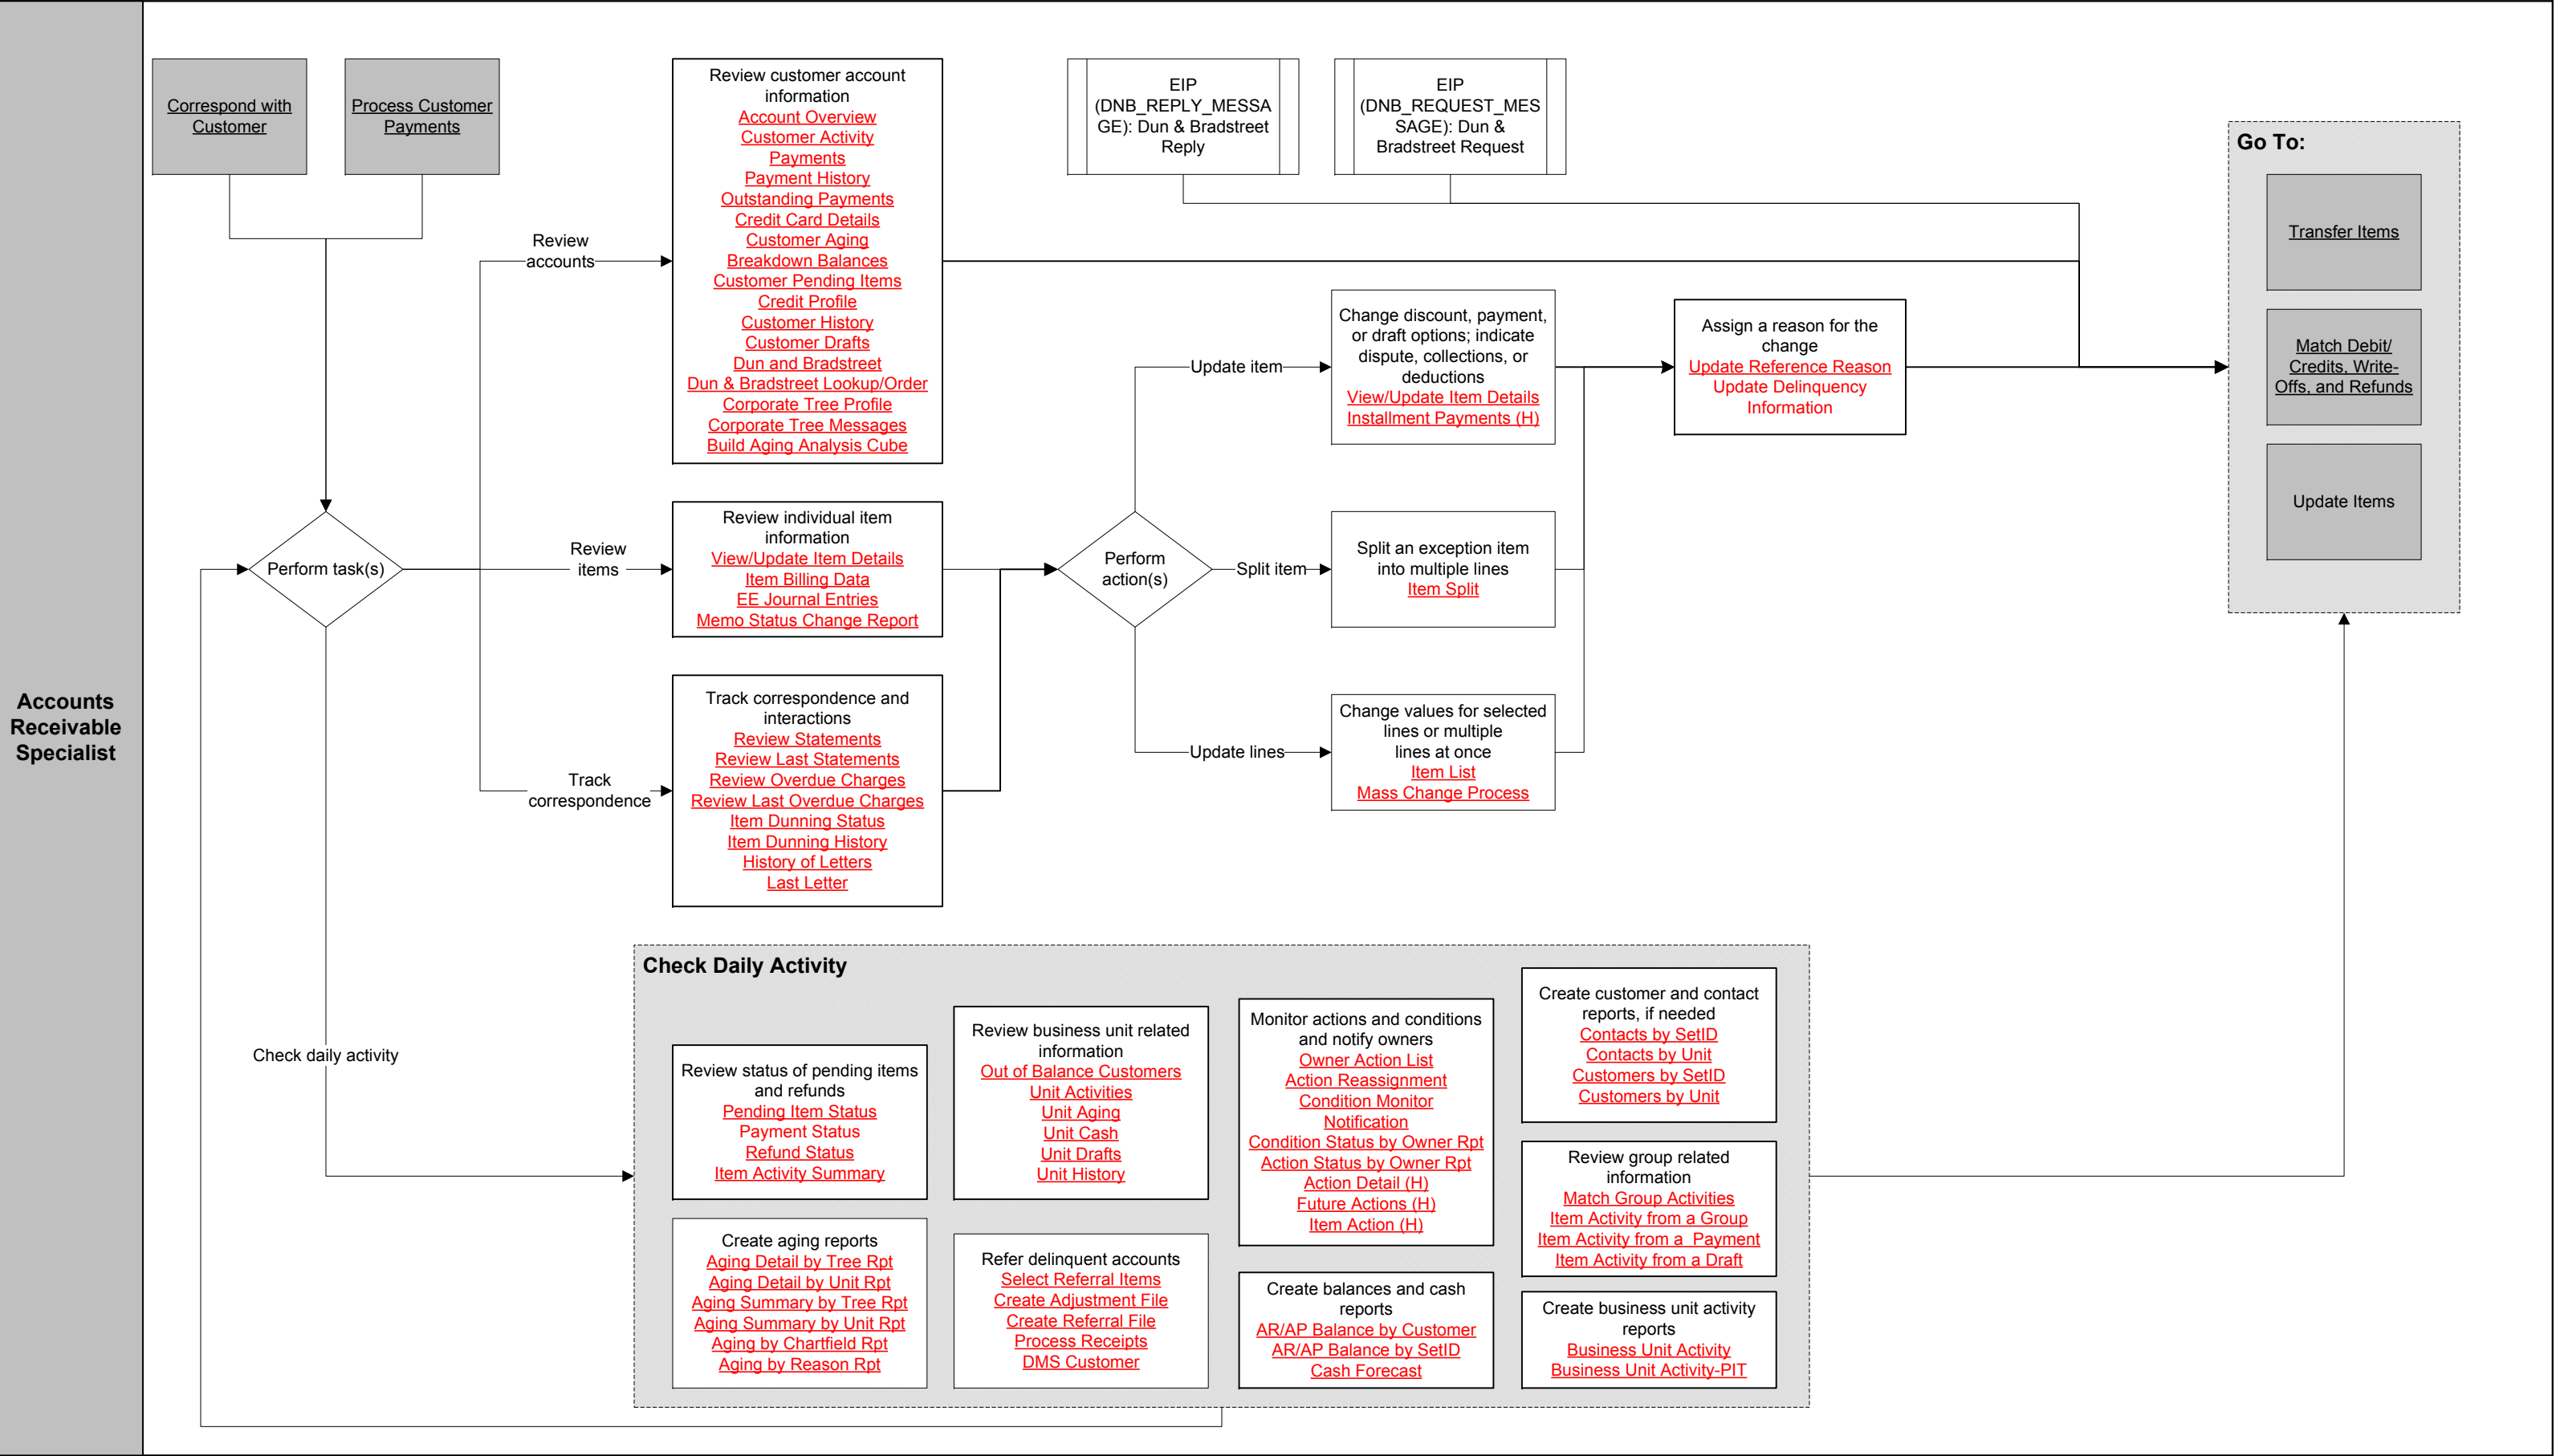 Accounts
Receivable
Specialist
Correspond with
Customer
Process Customer
Payments
Review customer account
information
Account Overview
Customer Activity
Payments
Payment History
Outstanding Payments
Credit Card Details
Customer Aging
Breakdown Balances
Customer Pending Items
Credit Profile
Customer History
Customer Drafts
Dun and Bradstreet
Dun & Bradstreet Lookup/Order
Corporate Tree Profile
Corporate Tree Messages
Build Aging Analysis Cube
EIP
(DNB_REPLY_MESSA
GE): Dun & Bradstreet
Reply
EIP
(DNB_REQUEST_MES
SAGE): Dun &
Bradstreet Request
Go To:
Transfer Items
Match Debit/
Credits, Write-
Offs, and Refunds
Update Items
Review
accounts
Perform task(s)
Review
items
Review individual item
information
View/Update Item Details
Item Billing Data
EE Journal Entries
Memo Status Change Report
Track
correspondence
Track correspondence and
interactions
Review Statements
Review Last Statements
Review Overdue Charges
Review Last Overdue Charges
Item Dunning Status
Item Dunning History
History of Letters
Last Letter
Perform
action(s)
Update item
Change discount, payment,
or draft options; indicate
dispute, collections, or
deductions
View/Update Item Details
Installment Payments (H)
Split item
Split an exception item
into multiple lines
Item Split
Update lines
Change values for selected
lines or multiple
lines at once
Item List
Mass Change Process
Assign a reason for the
change
Update Reference Reason
Update Delinquency
Information
Check daily activity
Check Daily Activity
Review status of pending items
and refunds
Pending Item Status
Payment Status
Refund Status
Item Activity Summary
Create aging reports
Aging Detail by Tree Rpt
Aging Detail by Unit Rpt
Aging Summary by Tree Rpt
Aging Summary by Unit Rpt
Aging by Chartfield Rpt
Aging by Reason Rpt
Review business unit related
information
Out of Balance Customers
Unit Activities
Unit Aging
Unit Cash
Unit Drafts
Unit History
Refer delinquent accounts
Select Referral Items
Create Adjustment File
Create Referral File
Process Receipts
DMS Customer
Monitor actions and conditions
and notify owners
Owner Action List
Action Reassignment
Condition Monitor
Notification
Condition Status by Owner Rpt
Action Status by Owner Rpt
Action Detail (H)
Future Actions (H)
Item Action (H)
Create balances and cash
reports
AR/AP Balance by Customer
AR/AP Balance by SetID
Cash Forecast
Create customer and contact
reports, if needed
Contacts by SetID
Contacts by Unit
Customers by SetID
Customers by Unit
Review group related
information
Match Group Activities
Item Activity from a Group
Item Activity from a  Payment
Item Activity from a Draft
Create business unit activity
reports
Business Unit Activity
Business Unit Activity-PIT